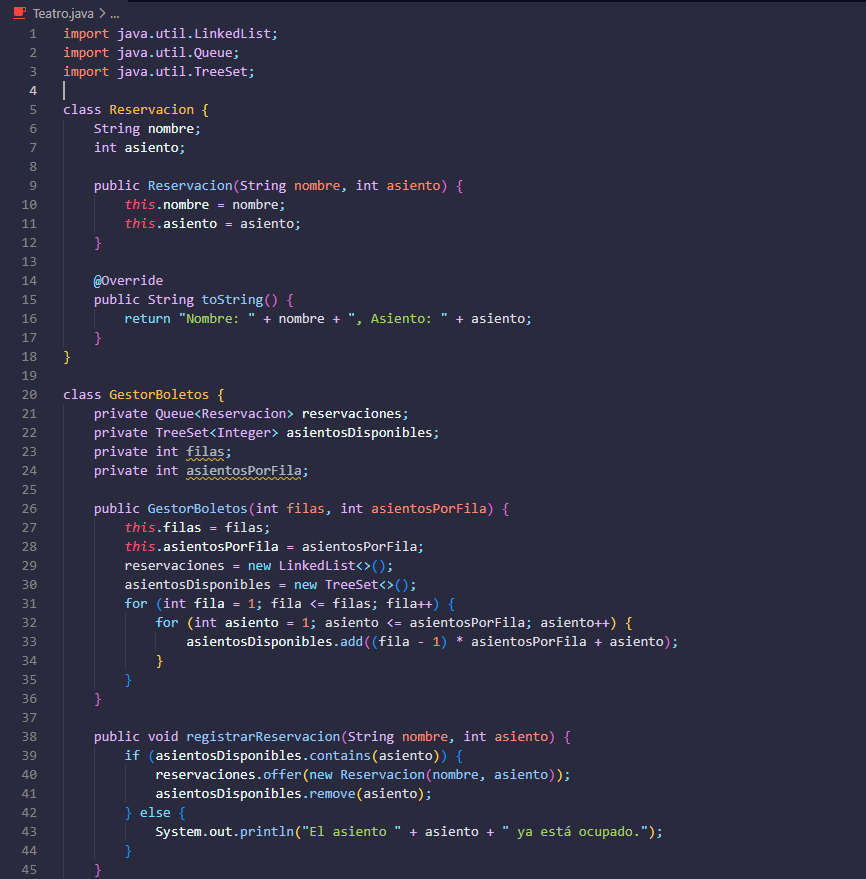 Teatro.java > ...
1 import java.util.LinkedList;
2 import java.util.Queue;
3 import java.util.TreeSet;
4
5 class Reservacion {
6     String nombre;
7     int asiento;
8
9     public Reservacion(String nombre, int asiento) {
10         this.nombre = nombre;
11         this.asiento = asiento;
12     }
13
14     @Override
15     public String toString() {
16         return "Nombre: " + nombre + ", Asiento: " + asiento;
17     }
18 }
19
20 class GestorBoletos {
21     private Queue<Reservacion> reservaciones;
22     private TreeSet<Integer> asientosDisponibles;
23     private int filas;
24     private int asientosPorFila;
25
26     public GestorBoletos(int filas, int asientosPorFila) {
27         this.filas = filas;
28         this.asientosPorFila = asientosPorFila;
29         reservaciones = new LinkedList<>();
30         asientosDisponibles = new TreeSet<>();
31         for (int fila = 1; fila <= filas; fila++) {
32             for (int asiento = 1; asiento <= asientosPorFila; asiento++) {
33                 asientosDisponibles.add((fila - 1) * asientosPorFila + asiento);
34             }
35         }
36     }
37
38     public void registrarReservacion(String nombre, int asiento) {
39         if (asientosDisponibles.contains(asiento)) {
40             reservaciones.offer(new Reservacion(nombre, asiento));
41             asientosDisponibles.remove(asiento);
42         } else {
43             System.out.println("El asiento " + asiento + " ya está ocupado.");
44         }
45     }